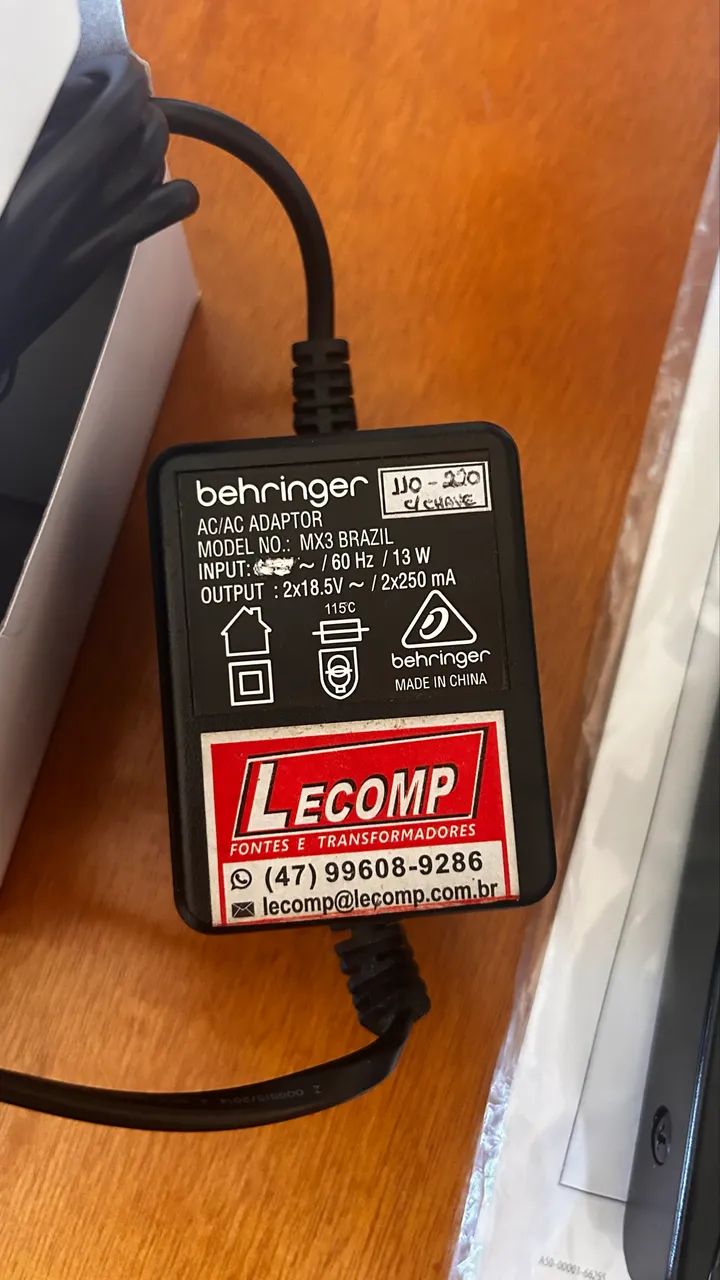 behringer
110 - 220
C/CHAVE
AC/AC ADAPTOR
MODEL NO.: MX3 BRAZIL
INPUT: ~ / 60 Hz / 13 W
OUTPUT : 2x18.5V ~ / 2x250 mA
115°C
behringer
MADE IN CHINA
LECOMP
FONTES E TRANSFORMADORES
(47) 99608-9286
lecomp@lecomp.com.br